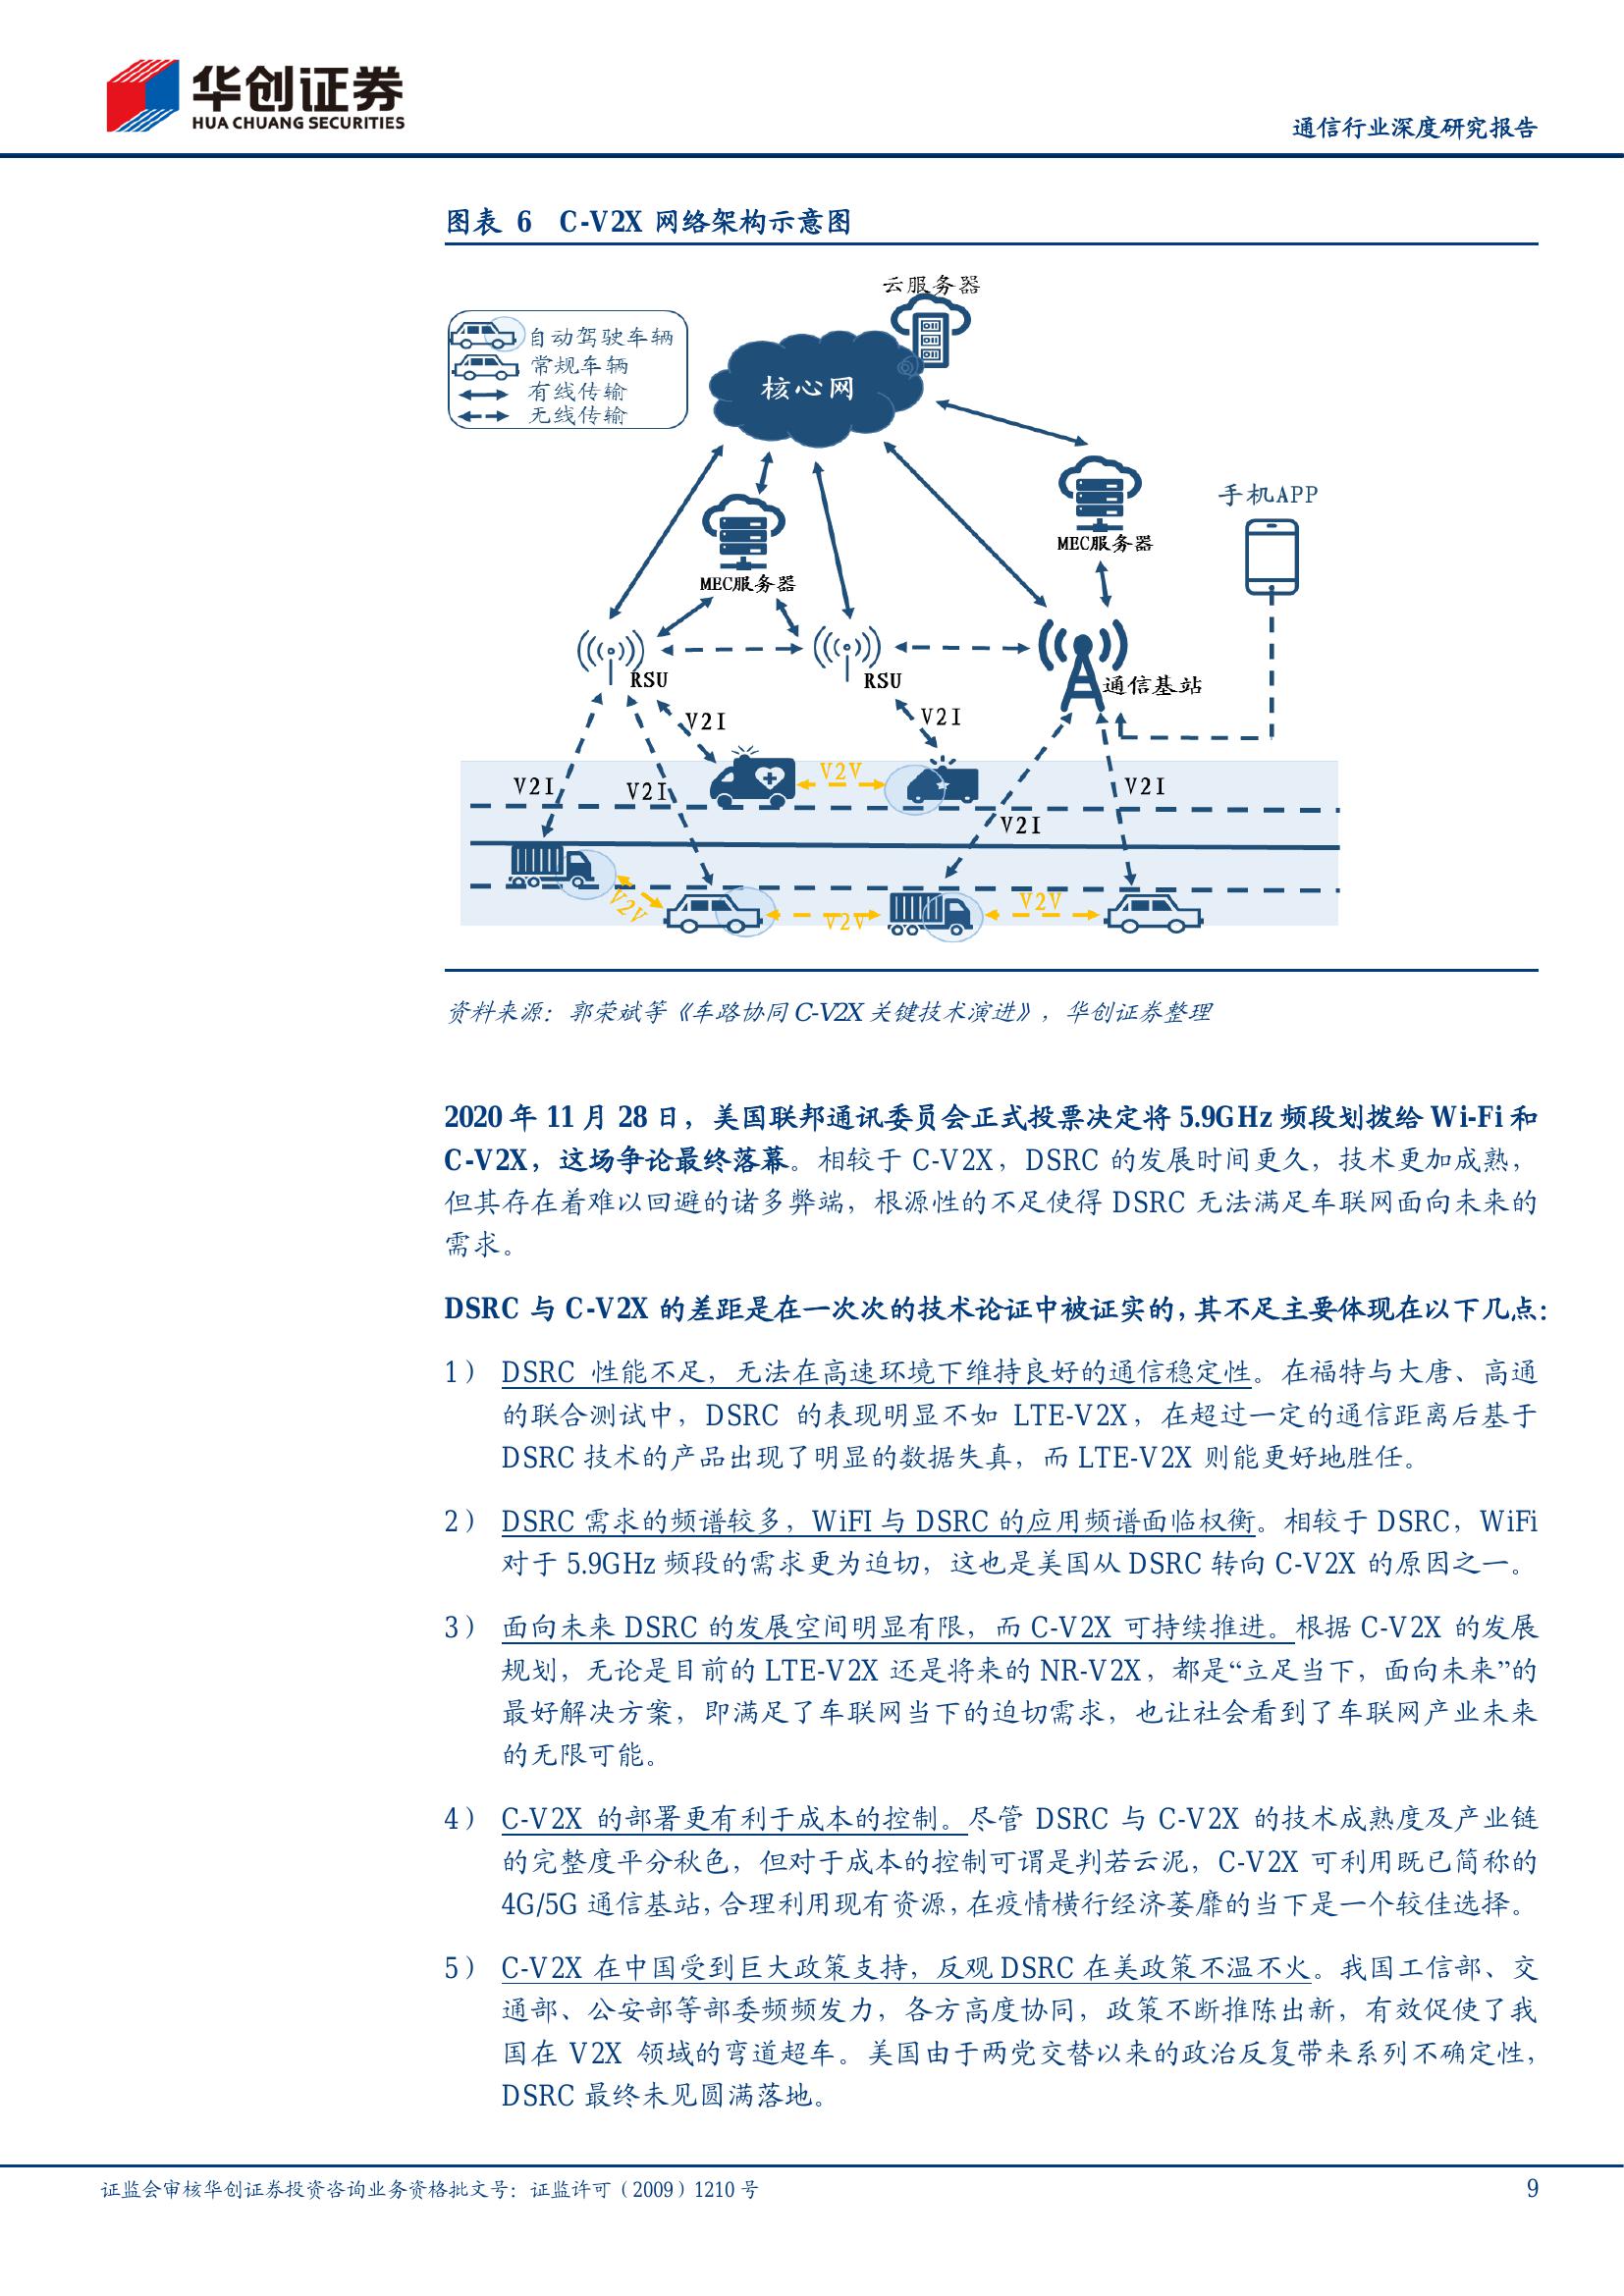 华创证券
HUA CHUANG SECURITIES
通信行业深度研究报告
图表 6 C-V2X 网络架构示意图
云服务器
自动驾驶车辆
常规车辆
有线传输
无线传输
核心网
手机APP
MEC服务器
MEC服务器
RSU
RSU
通信基站
V2I
V2I
V2V
V2I
V2I
V2I
V2I
V2V
V2V
V2V
资料来源：郭荣斌等《车路协同 C-V2X 关键技术演进》，华创证券整理
2020 年 11 月 28 日，美国联邦通讯委员会正式投票决定将 5.9GHz 频段划拨给 Wi-Fi 和
C-V2X，这场争论最终落幕。相较于 C-V2X，DSRC 的发展时间更久，技术更加成熟，
但其存在着难以回避的诸多弊端，根源性的不足使得 DSRC 无法满足车联网面向未来的
需求。
DSRC 与 C-V2X 的差距是在一次次的技术论证中被证实的，其不足主要体现在以下几点：
1） DSRC 性能不足，无法在高速环境下维持良好的通信稳定性。在福特与大唐、高通
的联合测试中，DSRC 的表现明显不如 LTE-V2X，在超过一定的通信距离后基于
DSRC 技术的产品出现了明显的数据失真，而 LTE-V2X 则能更好地胜任。
2） DSRC 需求的频谱较多，WiFI 与 DSRC 的应用频谱面临权衡。相较于 DSRC，WiFi
对于 5.9GHz 频段的需求更为迫切，这也是美国从 DSRC 转向 C-V2X 的原因之一。
3） 面向未来 DSRC 的发展空间明显有限，而 C-V2X 可持续推进。根据 C-V2X 的发展
规划，无论是目前的 LTE-V2X 还是将来的 NR-V2X，都是“立足当下，面向未来”的
最好解决方案，即满足了车联网当下的迫切需求，也让社会看到了车联网产业未来
的无限可能。
4） C-V2X 的部署更有利于成本的控制。尽管 DSRC 与 C-V2X 的技术成熟度及产业链
的完整度平分秋色，但对于成本的控制可谓是判若云泥，C-V2X 可利用既已简称的
4G/5G 通信基站，合理利用现有资源，在疫情横行经济萎靡的当下是一个较佳选择。
5） C-V2X 在中国受到巨大政策支持，反观 DSRC 在美政策不温不火。我国工信部、交
通部、公安部等部委频频发力，各方高度协同，政策不断推陈出新，有效促使了我
国在 V2X 领域的弯道超车。美国由于两党交替以来的政治反复带来系列不确定性，
DSRC 最终未见圆满落地。
证监会审核华创证券投资咨询业务资格批文号：证监许可（2009）1210 号
9